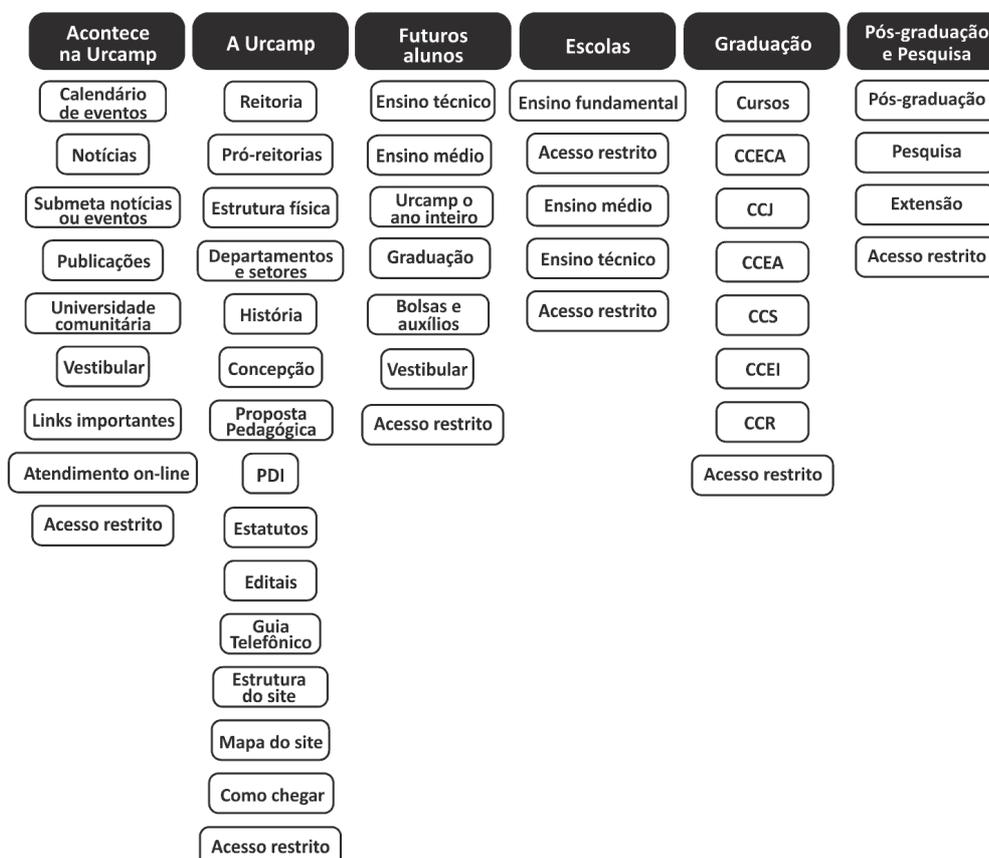 Acontece
na Urcamp
Calendário
de eventos
Notícias
Submeta notícias
ou eventos
Publicações
Universidade
comunitária
Vestibular
Links importantes
Atendimento on-line
Acesso restrito
A Urcamp
Reitoria
Pró-reitorias
Estrutura física
Departamentos
e setores
História
Concepção
Proposta
Pedagógica
PDI
Estatutos
Editais
Guia
Telefônico
Estrutura
do site
Mapa do site
Como chegar
Acesso restrito
Futuros
alunos
Ensino técnico
Ensino médio
Urcamp o
ano inteiro
Graduação
Bolsas e
auxílios
Vestibular
Acesso restrito
Escolas
Ensino fundamental
Acesso restrito
Ensino médio
Ensino técnico
Acesso restrito
Graduação
Cursos
CCECA
CCJ
CCEA
CCS
CCEI
CCR
Acesso restrito
Pós-graduação
e Pesquisa
Pós-graduação
Pesquisa
Extensão
Acesso restrito